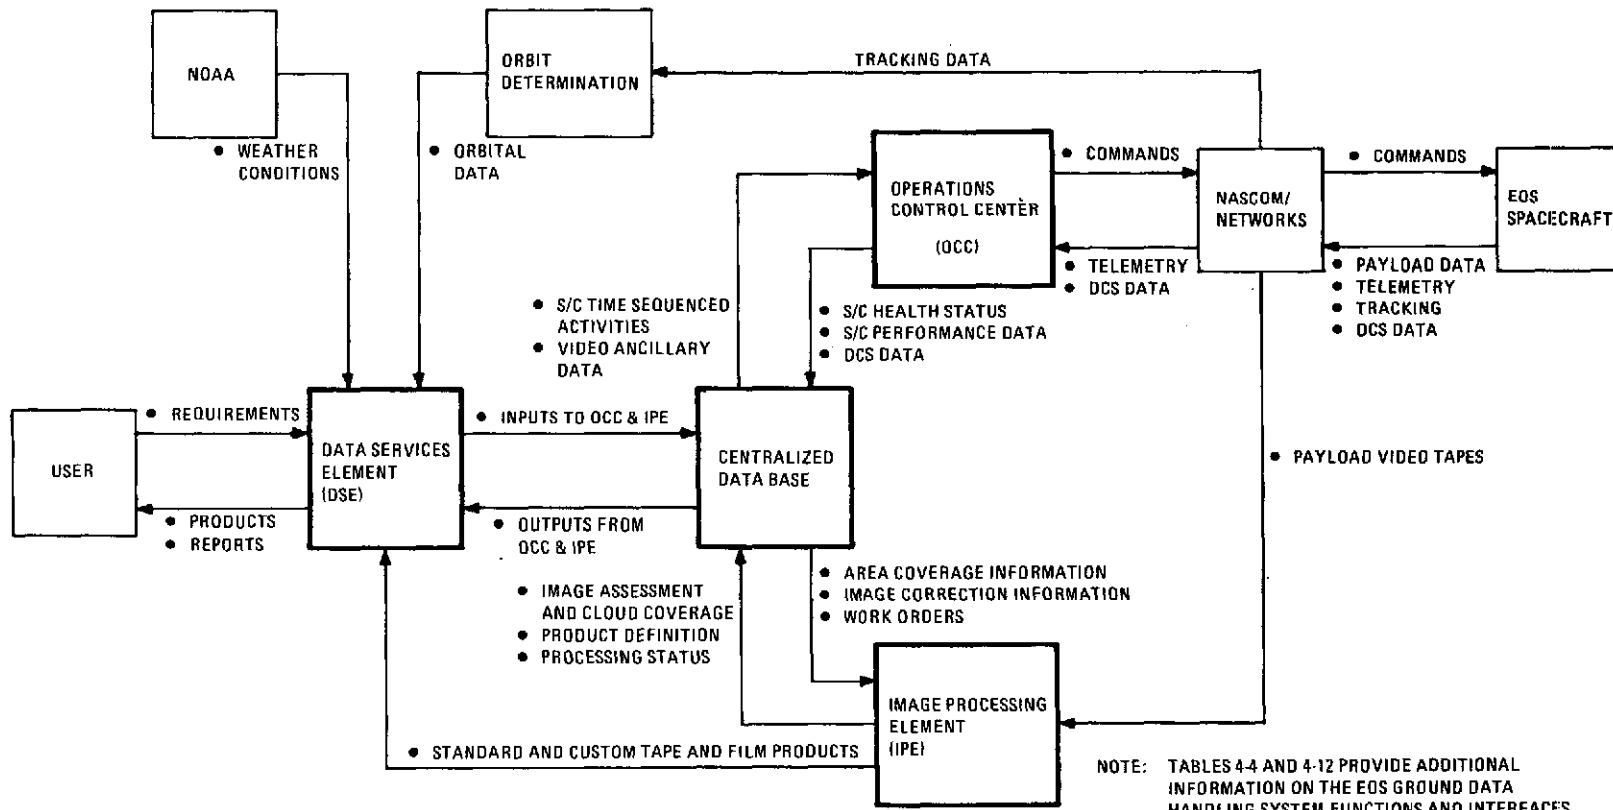 NOAA
ORBIT
DETERMINATION
TRACKING DATA
● WEATHER
CONDITIONS
● ORBITAL
DATA
OPERATIONS
CONTROL CENTER
(OCC)
● COMMANDS
NASCOM/
NETWORKS
● COMMANDS
EOS
SPACECRAFT
● TELEMETRY
● DCS DATA
● PAYLOAD DATA
● TELEMETRY
● TRACKING
● DCS DATA
● S/C TIME SEQUENCED
ACTIVITIES
● VIDEO ANCILLARY
DATA
● S/C HEALTH STATUS
● S/C PERFORMANCE DATA
● DCS DATA
USER
● REQUIREMENTS
● PRODUCTS
● REPORTS
DATA SERVICES
ELEMENT
(DSE)
● INPUTS TO OCC & IPE
● OUTPUTS FROM
OCC & IPE
CENTRALIZED
DATA BASE
● PAYLOAD VIDEO TAPES
● IMAGE ASSESSMENT
AND CLOUD COVERAGE
● PRODUCT DEFINITION
● PROCESSING STATUS
● AREA COVERAGE INFORMATION
● IMAGE CORRECTION INFORMATION
● WORK ORDERS
IMAGE PROCESSING
ELEMENT
(IPE)
● STANDARD AND CUSTOM TAPE AND FILM PRODUCTS
NOTE: TABLES 4-4 AND 4-12 PROVIDE ADDITIONAL
INFORMATION ON THE EOS GROUND DATA
HANDLING SYSTEM FUNCTIONS AND INTERFACES